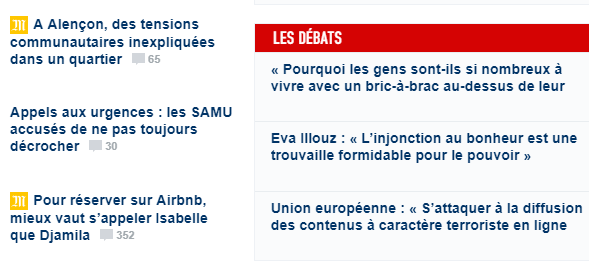 A Alençon, des tensions
communautaires inexpliquées
dans un quartier 65
Appels aux urgences : les SAMU
accusés de ne pas toujours
décrocher 30
Pour réserver sur Airbnb,
mieux vaut s’appeler Isabelle
que Djamila 352
LES DÉBATS
« Pourquoi les gens sont-ils si nombreux à
vivre avec un bric-à-brac au-dessus de leur
Eva Illouz : « L’injonction au bonheur est une
trouvaille formidable pour le pouvoir »
Union européenne : « S’attaquer à la diffusion
des contenus à caractère terroriste en ligne